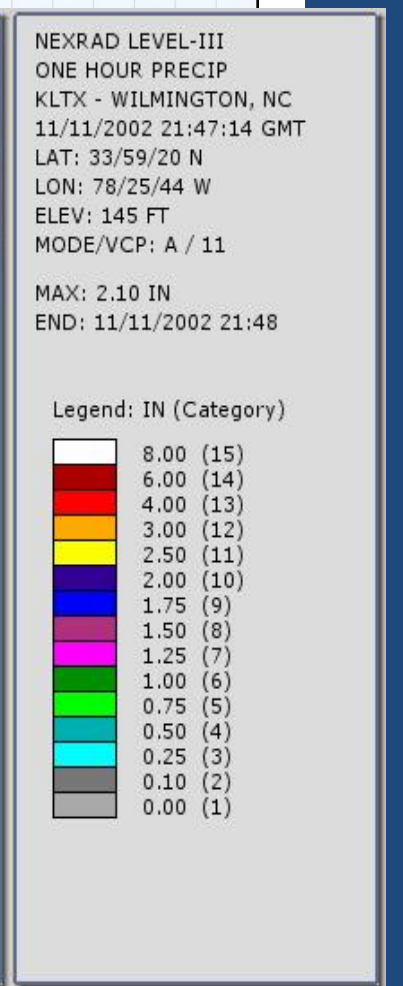 NEXRAD LEVEL-III
ONE HOUR PRECIP
KLTX - WILMINGTON, NC
11/11/2002 21:47:14 GMT
LAT: 33/59/20 N
LON: 78/25/44 W
ELEV: 145 FT
MODE/VCP: A / 11
MAX: 2.10 IN
END: 11/11/2002 21:48
Legend: IN (Category)
8.00 (15)
6.00 (14)
4.00 (13)
3.00 (12)
2.50 (11)
2.00 (10)
1.75 (9)
1.50 (8)
1.25 (7)
1.00 (6)
0.75 (5)
0.50 (4)
0.25 (3)
0.10 (2)
0.00 (1)